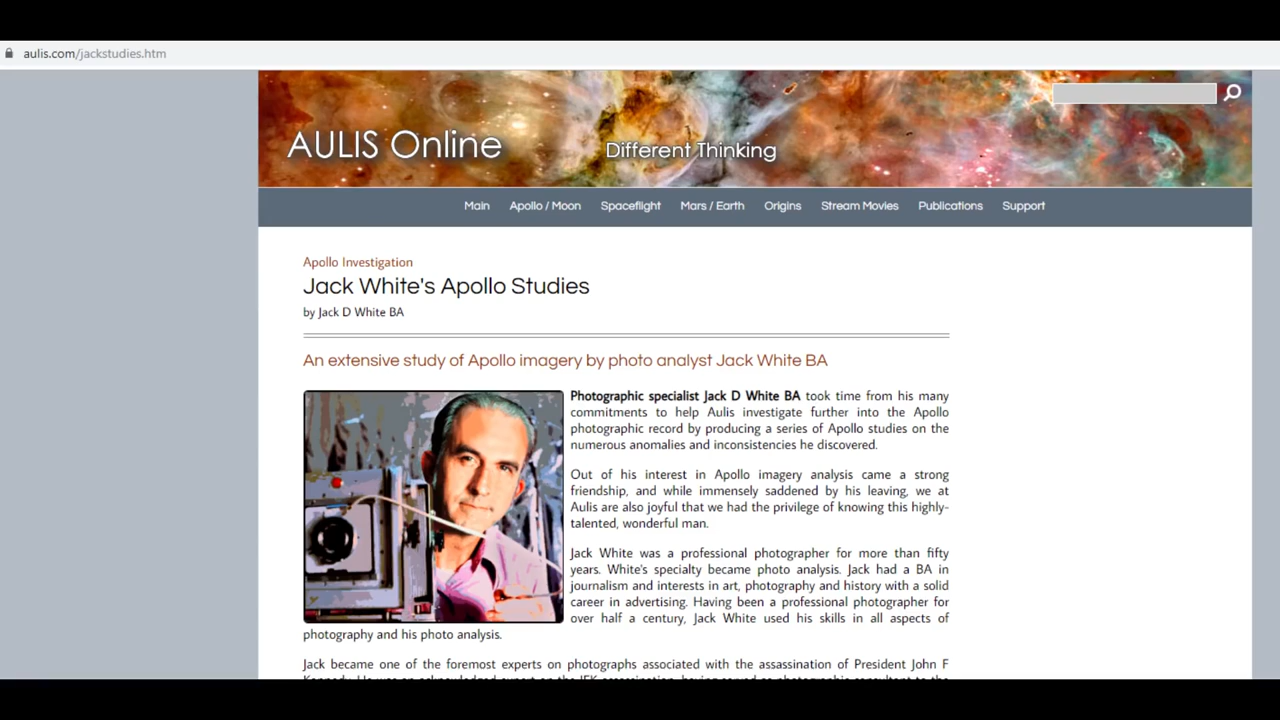 aulis.com/jackstudies.htm
AULIS Online
Different Thinking
Main Apollo / Moon Spaceflight Mars / Earth Origins Stream Movies Publications Support
Apollo Investigation
Jack White's Apollo Studies
by Jack D White BA
An extensive study of Apollo imagery by photo analyst Jack White BA
Photographic specialist Jack D White BA took time from his many
commitments to help Aulis investigate further into the Apollo
photographic record by producing a series of Apollo studies on the
numerous anomalies and inconsistencies he discovered.
Out of his interest in Apollo imagery analysis came a strong
friendship, and while immensely saddened by his leaving, we at
Aulis are also joyful that we had the privilege of knowing this highly-
talented, wonderful man.
Jack White was a professional photographer for more than fifty
years. White's specialty became photo analysis. Jack had a BA in
journalism and interests in art, photography and history with a solid
career in advertising. Having been a professional photographer for
over half a century, Jack White used his skills in all aspects of
photography and his photo analysis.
Jack became one of the foremost experts on photographs associated with the assassination of President John F